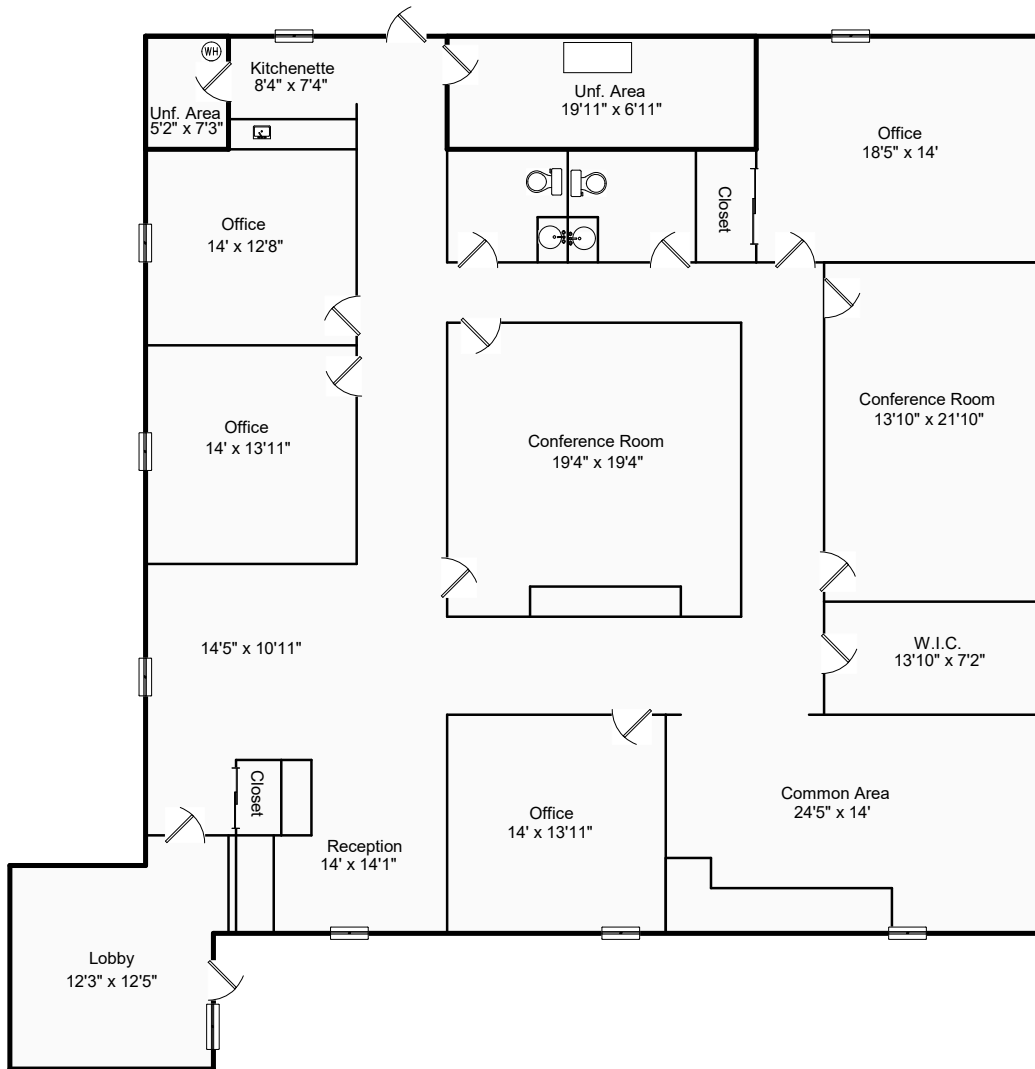 WH
Kitchenette
8'4" x 7'4"
Unf. Area
5'2" x 7'3"
Unf. Area
19'11" x 6'11"
Office
18'5" x 14'
Office
14' x 12'8"
Closet
Office
14' x 13'11"
Conference Room
19'4" x 19'4"
Conference Room
13'10" x 21'10"
14'5" x 10'11"
W.I.C.
13'10" x 7'2"
Closet
Reception
14' x 14'1"
Office
14' x 13'11"
Common Area
24'5" x 14'
Lobby
12'3" x 12'5"